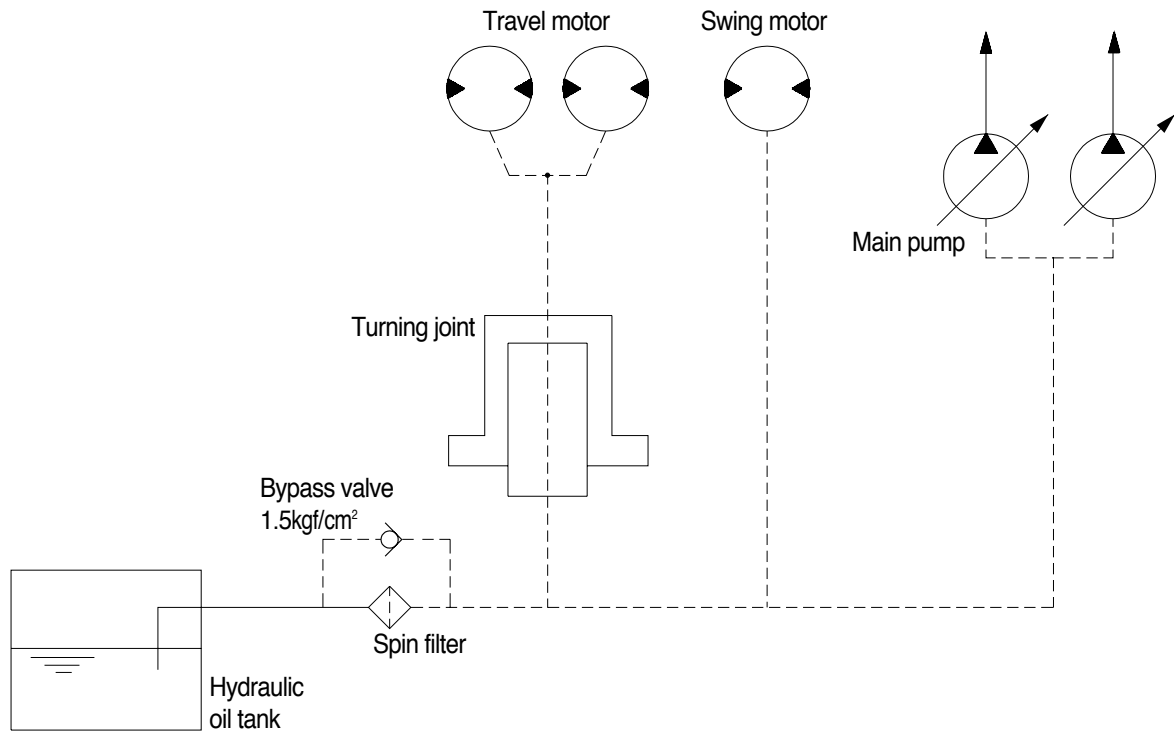 Travel motor
Swing motor
Main pump
Turning joint
Bypass valve
1.5kgf/cm²
Spin filter
Hydraulic
oil tank